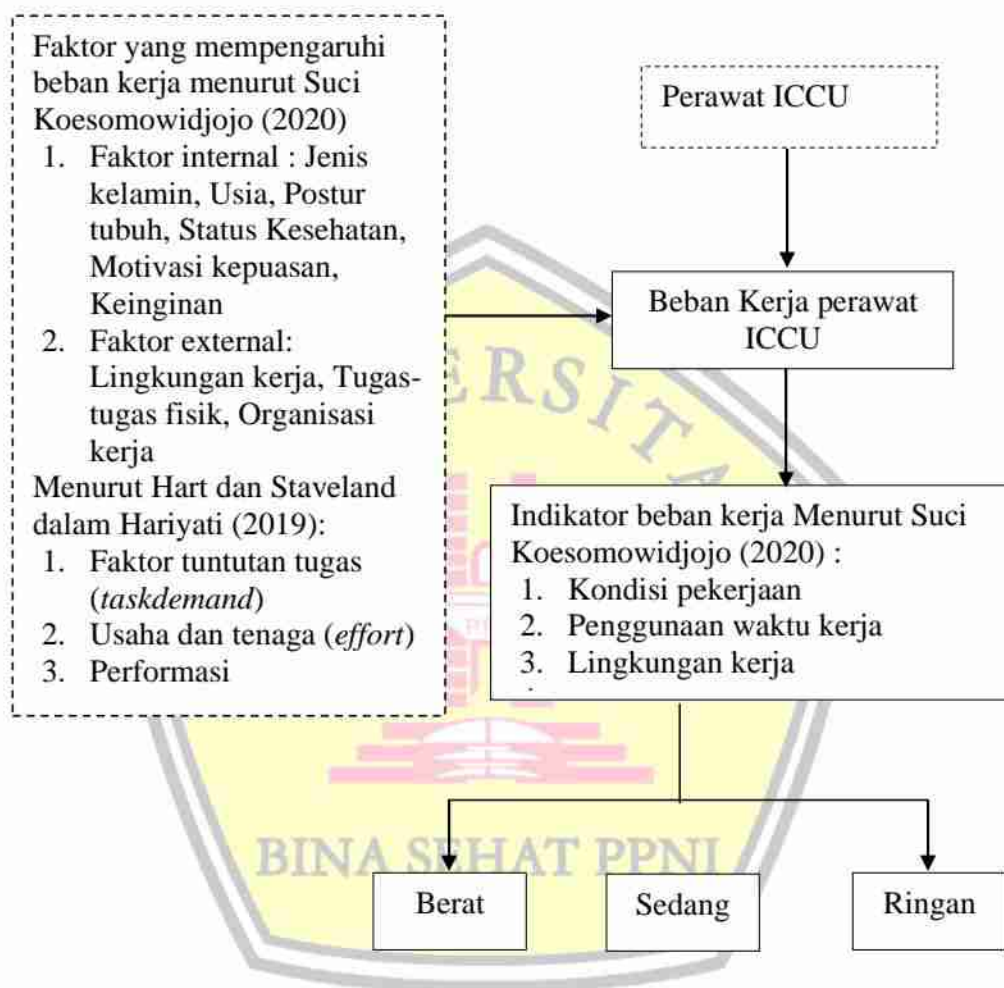 Faktor yang mempengaruhi
beban kerja menurut Suci
Koesomowidjojo (2020)
1. Faktor internal : Jenis
kelamin, Usia, Postur
tubuh, Status Kesehatan,
Motivasi kepuasan,
Keinginan
2. Faktor external:
Lingkungan kerja, Tugas-
tugas fisik, Organisasi
kerja
Menurut Hart dan Staveland
dalam Hariyati (2019):
1. Faktor tuntutan tugas
(taskdemand)
2. Usaha dan tenaga (effort)
3. Performasi
Perawat ICCU
Beban Kerja perawat
ICCU
Indikator beban kerja Menurut Suci
Koesomowidjojo (2020) :
1. Kondisi pekerjaan
2. Penggunaan waktu kerja
3. Lingkungan kerja
Berat
Sedang
Ringan
ERSITA
BINA SEHAT PPNI